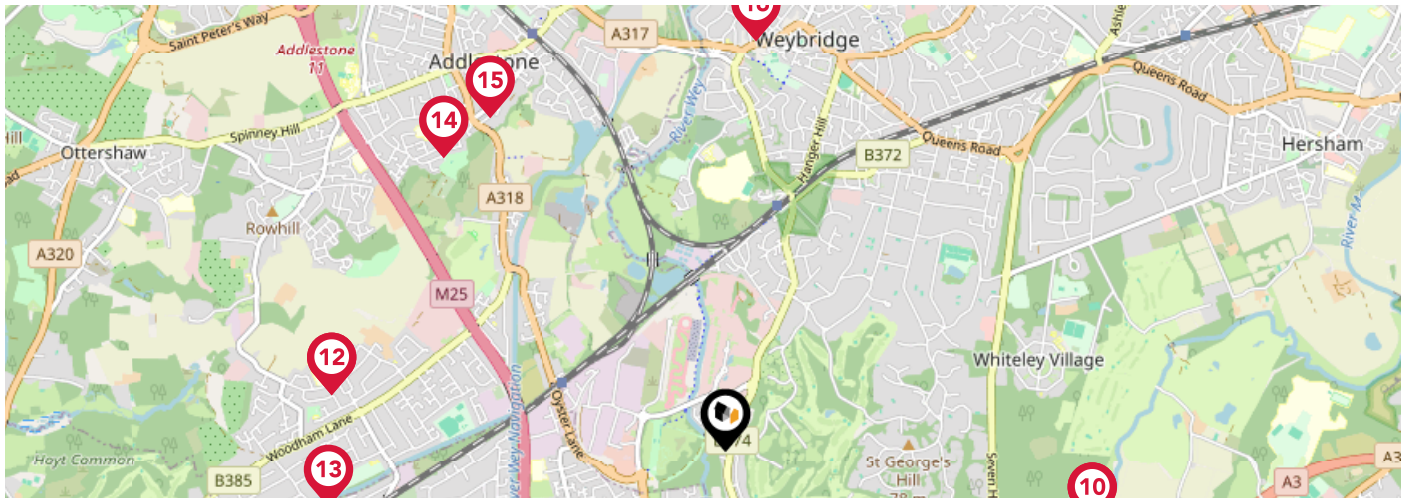 Saint Peter's Way
Addlestone
11
Addlestone
15
14
A317
Weybridge
River Wey
Queens Road
Hill
Ottershaw
Spinney Hill
Hanger Hill
B372
Queens Road
Hersham
A318
Rowhill
A320
M25
12
Whiteley Village
Woodham Lane
Oyster Lane
13
Hoyt Common
B385
St George's
Hill
78 m
10
A3